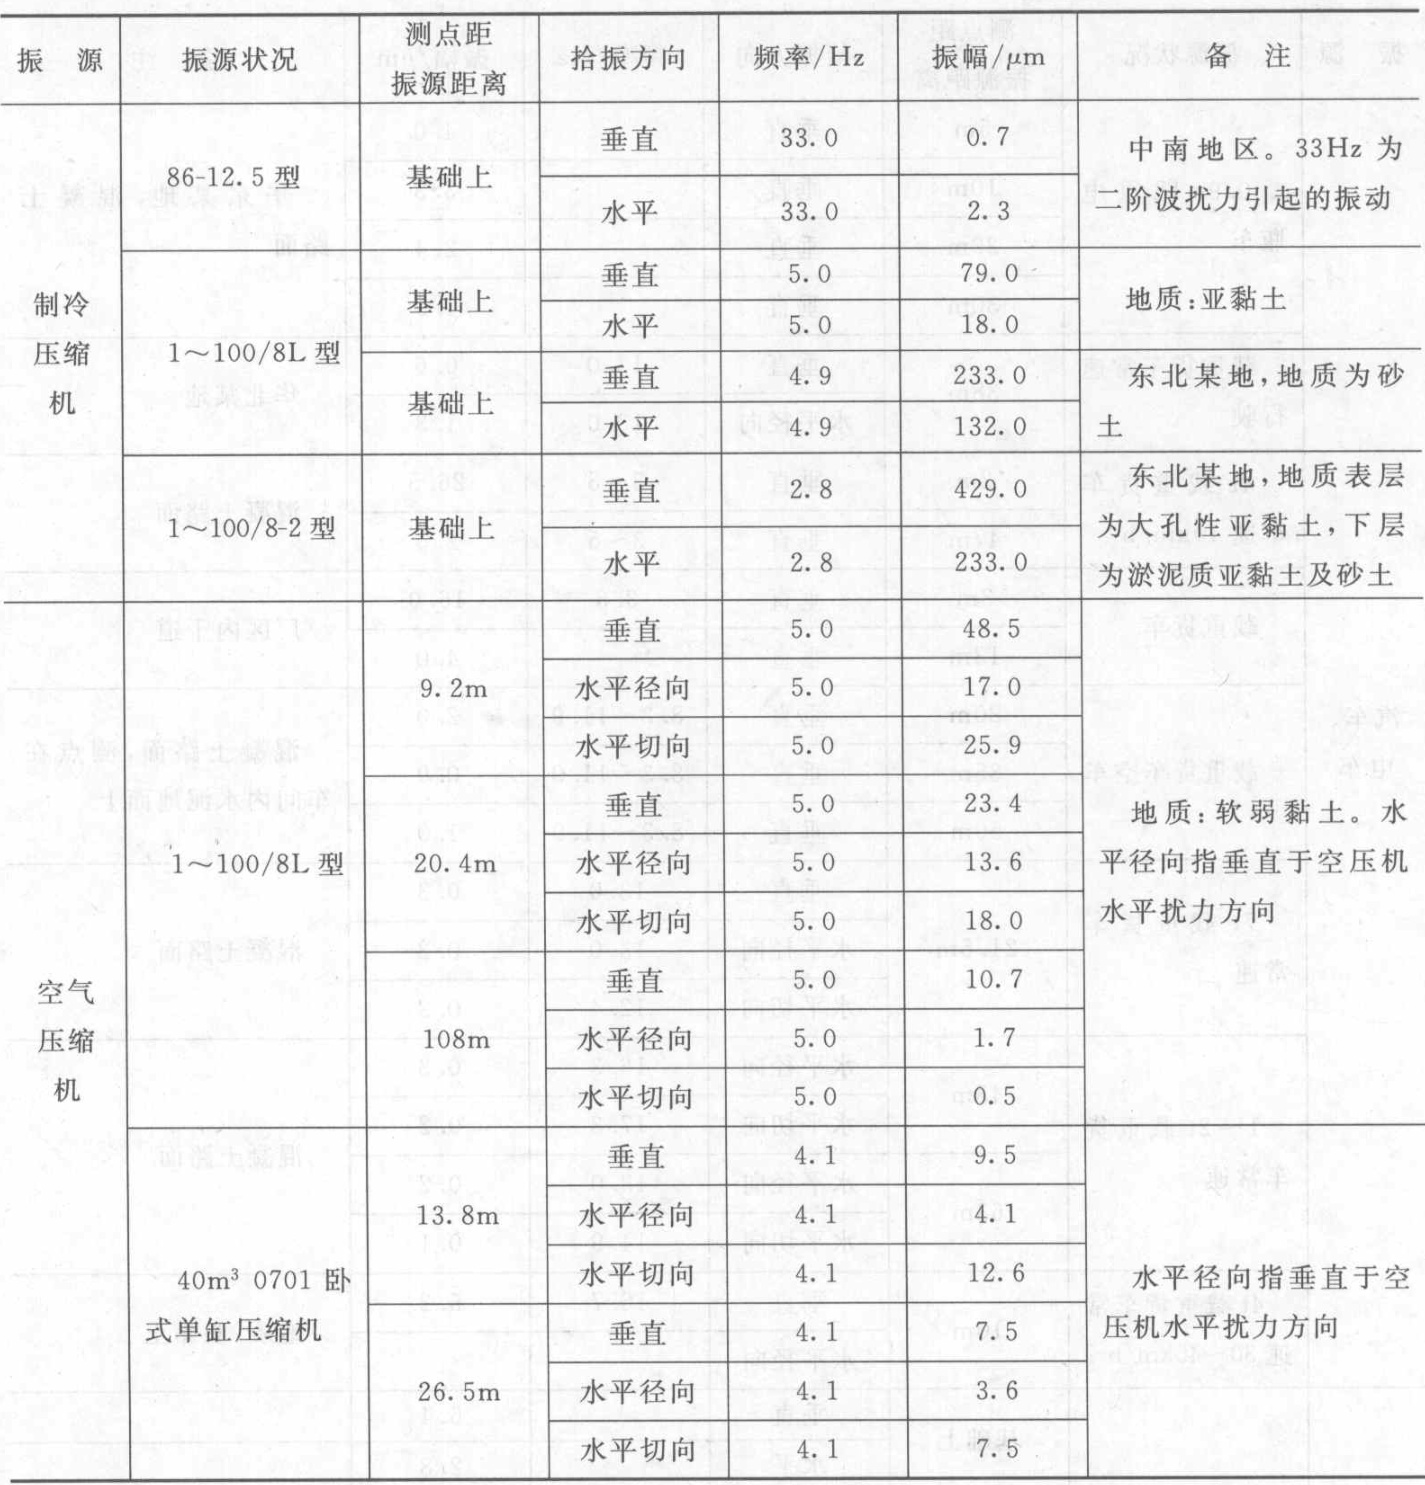 振 源 振源状况 测点距振源距离 拾振方向 频率/Hz 振幅/μm 备 注
制冷压缩机 86-12.5 型 基础上 垂直 33.0 0.7 中南地区。33Hz 为二阶波扰力引起的振动
水平 33.0 2.3
1～100/8L 型 基础上 垂直 5.0 79.0 地质:亚黏土
水平 5.0 18.0
基础上 垂直 4.9 233.0 东北某地,地质为砂土
水平 4.9 132.0
1～100/8-2 型 基础上 垂直 2.8 429.0 东北某地,地质表层为大孔性亚黏土,下层为淤泥质亚黏土及砂土
水平 2.8 233.0
空气压缩机 1～100/8L 型 9.2m 垂直 5.0 48.5 地质:软弱黏土。水平径向指垂直于空压机水平扰力方向
水平径向 5.0 17.0
水平切向 5.0 25.9
20.4m 垂直 5.0 23.4
水平径向 5.0 13.6
水平切向 5.0 18.0
108m 垂直 5.0 10.7
水平径向 5.0 1.7
水平切向 5.0 0.5
40m³ 0701 卧式单缸压缩机 13.8m 垂直 4.1 9.5 水平径向指垂直于空压机水平扰力方向
水平径向 4.1 4.1
水平切向 4.1 12.6
26.5m 垂直 4.1 7.5
水平径向 4.1 3.6
水平切向 4.1 7.5